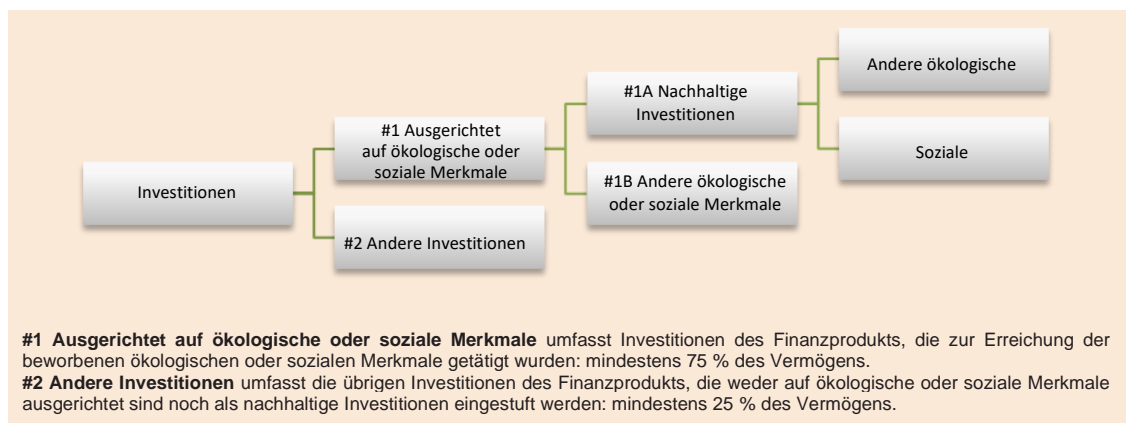 Investitionen
#1 Ausgerichtet
auf ökologische oder
soziale Merkmale
#2 Andere Investitionen
#1A Nachhaltige
Investitionen
#1B Andere ökologische
oder soziale Merkmale
Andere ökologische
Soziale
#1 Ausgerichtet auf ökologische oder soziale Merkmale umfasst Investitionen des Finanzprodukts, die zur Erreichung der
beworbenen ökologischen oder sozialen Merkmale getätigt wurden: mindestens 75 % des Vermögens.
#2 Andere Investitionen umfasst die übrigen Investitionen des Finanzprodukts, die weder auf ökologische oder soziale Merkmale
ausgerichtet sind noch als nachhaltige Investitionen eingestuft werden: mindestens 25 % des Vermögens.